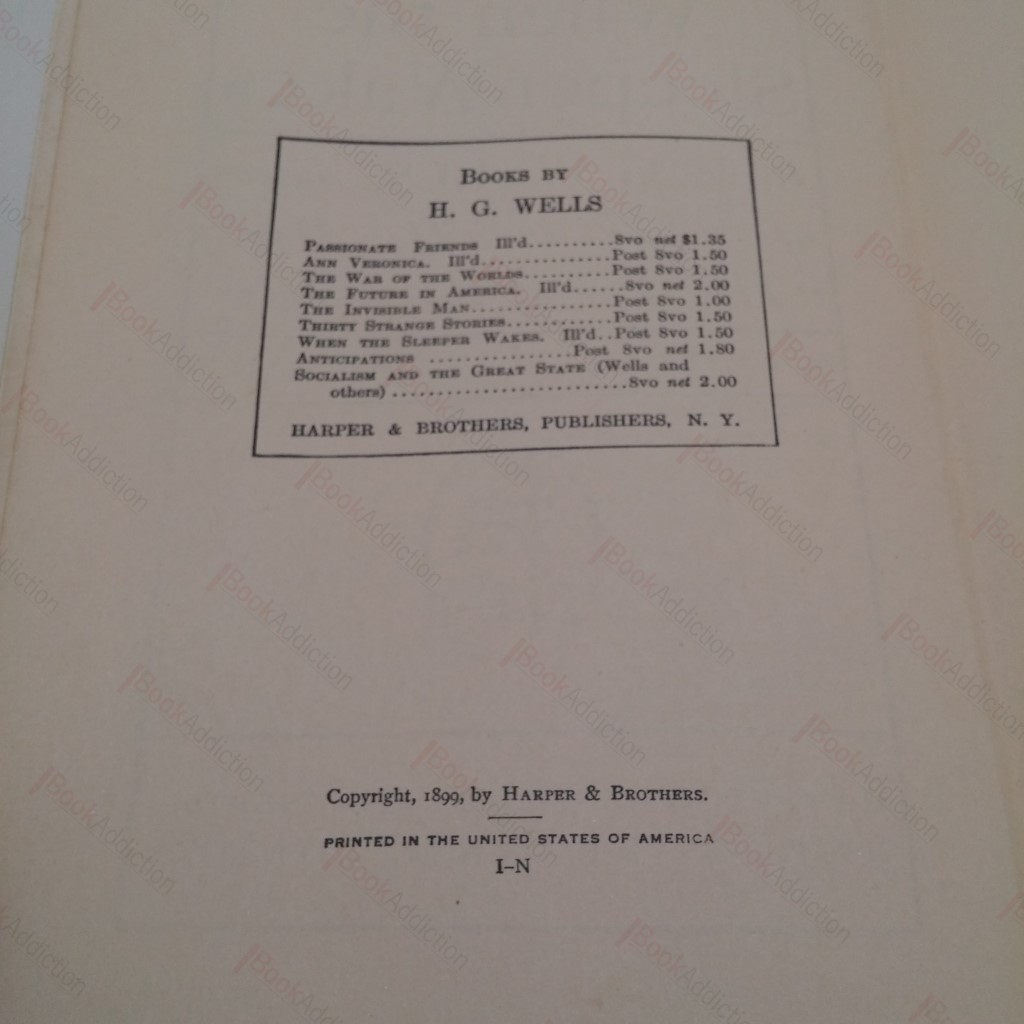 BOOKS BY
H. G. WELLS
PASSIONATE FRIENDS Ill'd..........8vo net $1.35
ANN VERONICA. Ill'd...............Post 8vo 1.50
THE WAR OF THE WORLDS..........Post 8vo 1.50
THE FUTURE IN AMERICA. Ill'd......8vo net 2.00
THE INVISIBLE MAN.................Post 8vo 1.00
THIRTY STRANGE STORIES............Post 8vo 1.50
WHEN THE SLEEPER WAKES. Ill'd..Post 8vo 1.50
ANTICIPATIONS .................Post 8vo net 1.80
SOCIALISM AND THE GREAT STATE (Wells and
others) ............................8vo net 2.00
HARPER & BROTHERS, PUBLISHERS, N. Y.
Copyright, 1899, by HARPER & BROTHERS.
PRINTED IN THE UNITED STATES OF AMERICA
I–N
BookAddiction